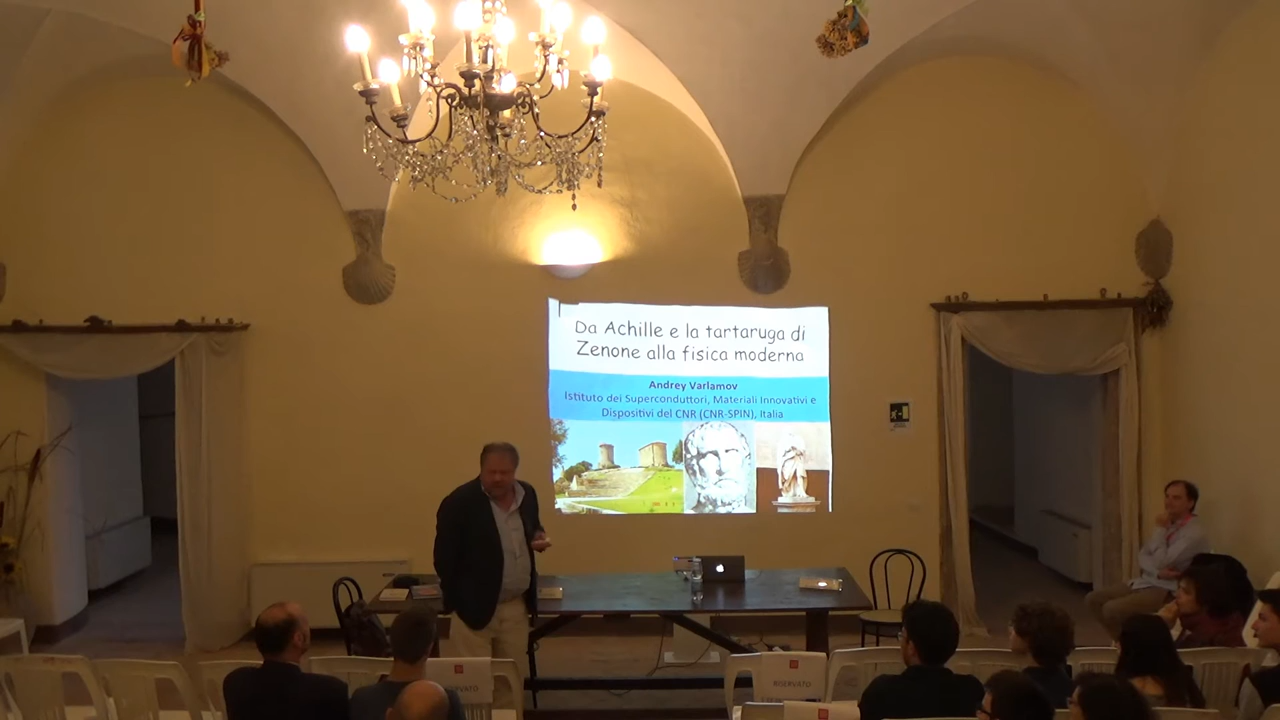 Da Achille e la tartaruga di
Zenone alla fisica moderna
Andrey Varlamov
Istituto dei Superconduttori, Materiali Innovativi e
Dispositivi del CNR (CNR-SPIN), Italia
RISERVATO